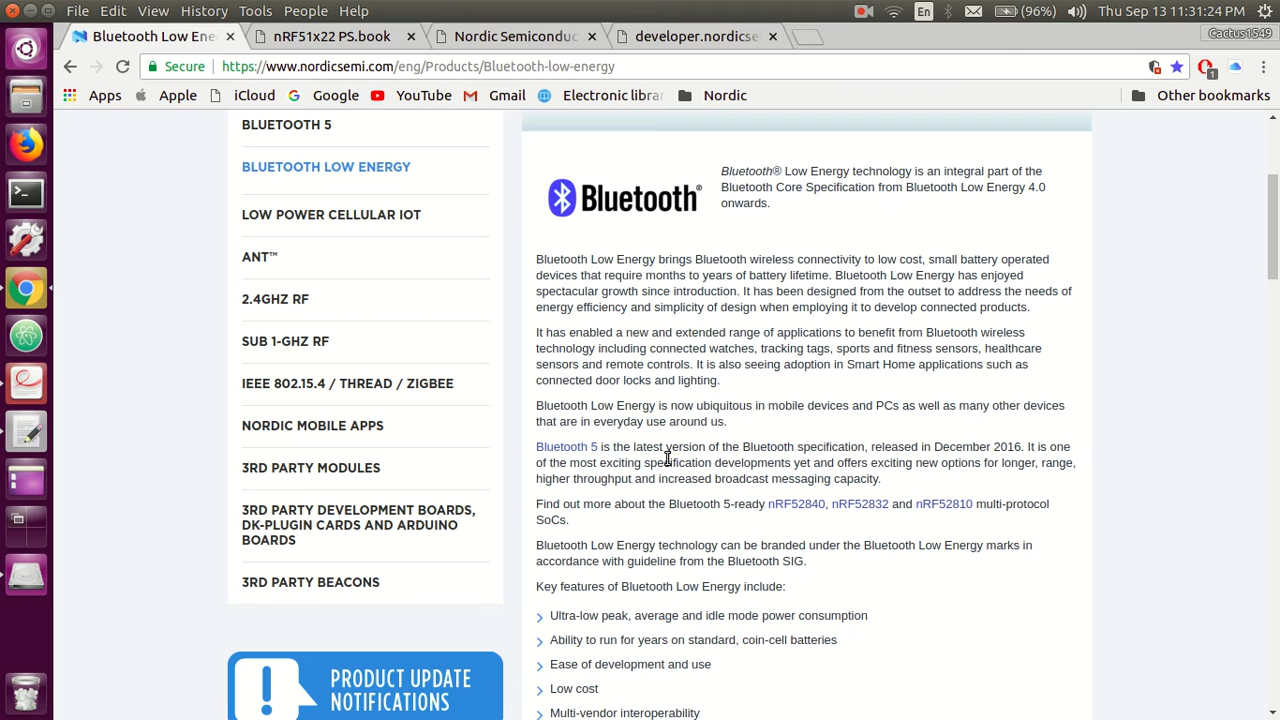 File Edit View History Tools People Help
En
(96%)
Thu Sep 13 11:31:24 PM
Bluetooth Low Ene
nRF51x22 PS.book
Nordic Semiconduc
developer.nordicse
Cactus1549
Secure
https://www.nordicsemi.com/eng/Products/Bluetooth-low-energy
1
Apps
Apple
iCloud
Google
YouTube
Gmail
Electronic librar
Nordic
Other bookmarks
BLUETOOTH 5
BLUETOOTH LOW ENERGY
LOW POWER CELLULAR IOT
ANT™
2.4GHZ RF
SUB 1-GHZ RF
IEEE 802.15.4 / THREAD / ZIGBEE
NORDIC MOBILE APPS
3RD PARTY MODULES
3RD PARTY DEVELOPMENT BOARDS,
DK-PLUGIN CARDS AND ARDUINO
BOARDS
3RD PARTY BEACONS
PRODUCT UPDATE
NOTIFICATIONS
Bluetooth®
Bluetooth® Low Energy technology is an integral part of the
Bluetooth Core Specification from Bluetooth Low Energy 4.0
onwards.
Bluetooth Low Energy brings Bluetooth wireless connectivity to low cost, small battery operated
devices that require months to years of battery lifetime. Bluetooth Low Energy has enjoyed
spectacular growth since introduction. It has been designed from the outset to address the needs of
energy efficiency and simplicity of design when employing it to develop connected products.
It has enabled a new and extended range of applications to benefit from Bluetooth wireless
technology including connected watches, tracking tags, sports and fitness sensors, healthcare
sensors and remote controls. It is also seeing adoption in Smart Home applications such as
connected door locks and lighting.
Bluetooth Low Energy is now ubiquitous in mobile devices and PCs as well as many other devices
that are in everyday use around us.
Bluetooth 5 is the latest version of the Bluetooth specification, released in December 2016. It is one
of the most exciting specification developments yet and offers exciting new options for longer, range,
higher throughput and increased broadcast messaging capacity.
Find out more about the Bluetooth 5-ready nRF52840, nRF52832 and nRF52810 multi-protocol
SoCs.
Bluetooth Low Energy technology can be branded under the Bluetooth Low Energy marks in
accordance with guideline from the Bluetooth SIG.
Key features of Bluetooth Low Energy include:
Ultra-low peak, average and idle mode power consumption
Ability to run for years on standard, coin-cell batteries
Ease of development and use
Low cost
Multi-vendor interoperability